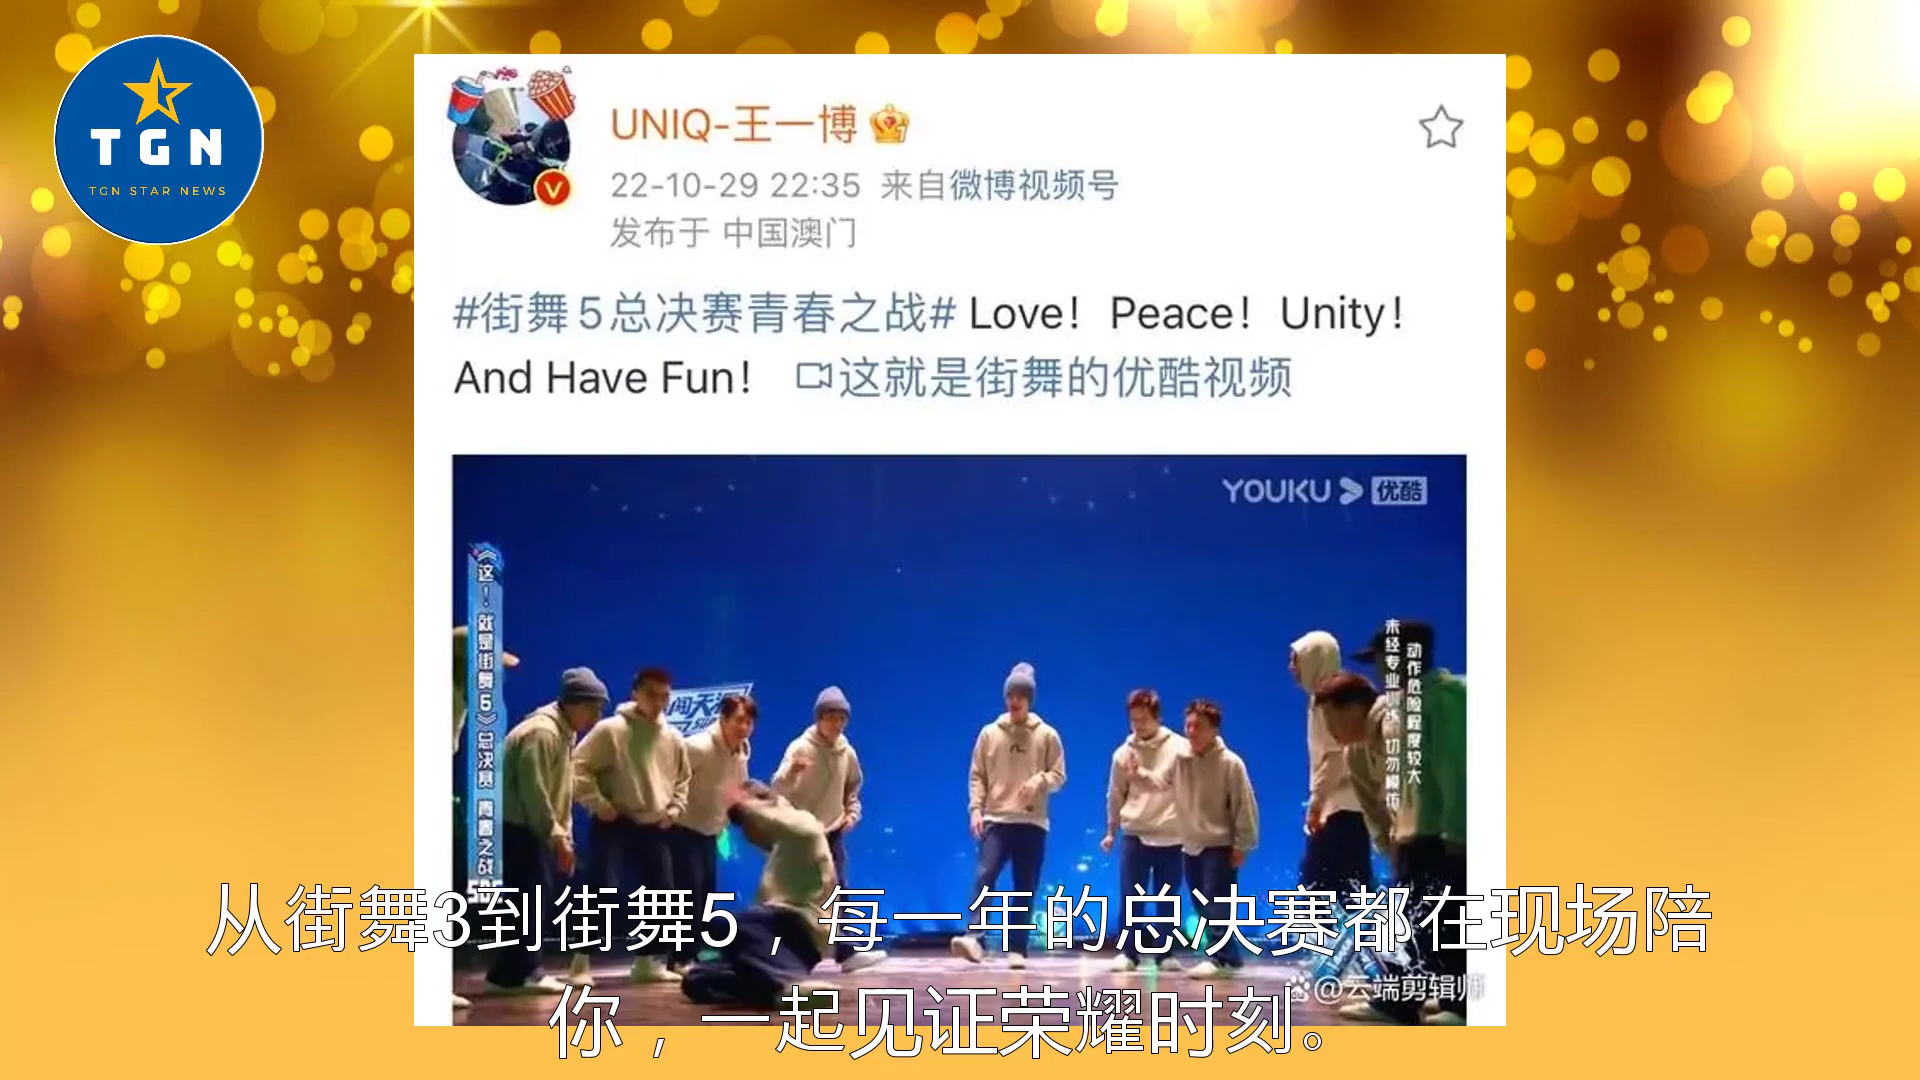 TGN
TGN STAR NEWS
UNIQ-王一博
22-10-29 22:35 来自微博视频号
发布于 中国澳门
#街舞5总决赛青春之战# Love! Peace! Unity!
And Have Fun! 这就是街舞的优酷视频
YOUKU 优酷
《这！就是街舞5》总决赛 青春之战
动作危险程度较大
未经专业训练 切勿模仿
从街舞3到街舞5，每一年的总决赛都在现场陪
@云端剪辑师
你，一起见证荣耀时刻。